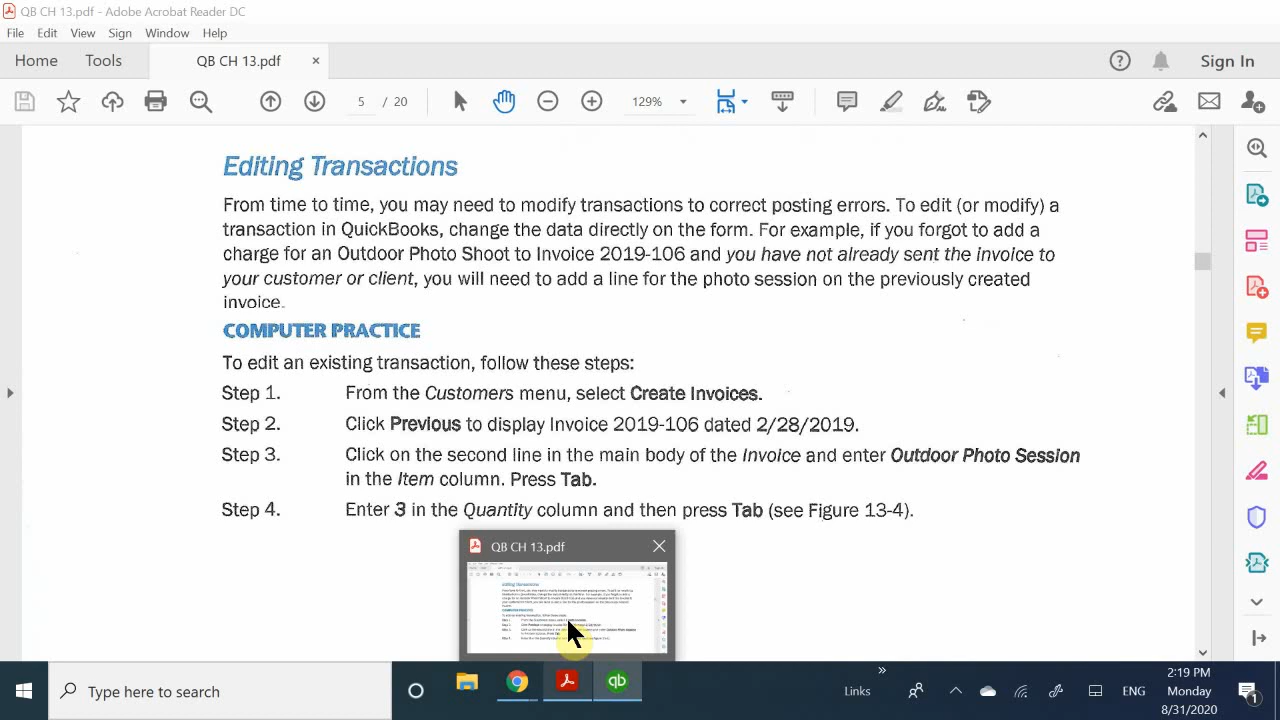 QB CH 13.pdf - Adobe Acrobat Reader DC
File Edit View Sign Window Help
Home Tools QB CH 13.pdf × Sign In
5 / 20 129%
Editing Transactions
From time to time, you may need to modify transactions to correct posting errors. To edit (or modify) a
transaction in QuickBooks, change the data directly on the form. For example, if you forgot to add a
charge for an Outdoor Photo Shoot to Invoice 2019-106 and you have not already sent the invoice to
your customer or client, you will need to add a line for the photo session on the previously created
invoice.
COMPUTER PRACTICE
To edit an existing transaction, follow these steps:
Step 1. From the Customers menu, select Create Invoices.
Step 2. Click Previous to display Invoice 2019-106 dated 2/28/2019.
Step 3. Click on the second line in the main body of the Invoice and enter Outdoor Photo Session
in the Item column. Press Tab.
Step 4. Enter 3 in the Quantity column and then press Tab (see Figure 13-4).
QB CH 13.pdf
Type here to search
qb
Links
ENG
2:19 PM
Monday
8/31/2020
1